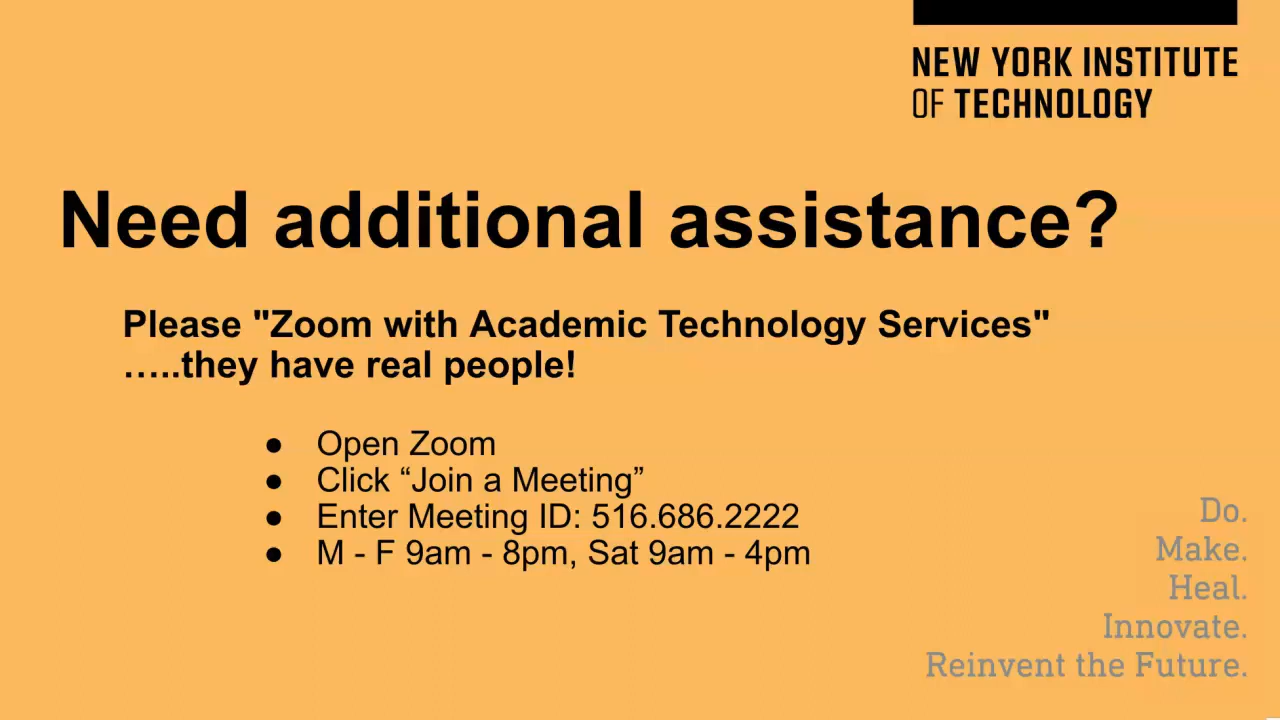 NEW YORK INSTITUTE
OF TECHNOLOGY
Need additional assistance?
Please "Zoom with Academic Technology Services"
…..they have real people!
● Open Zoom
● Click “Join a Meeting”
● Enter Meeting ID: 516.686.2222
● M - F 9am - 8pm, Sat 9am - 4pm
Do.
Make.
Heal.
Innovate.
Reinvent the Future.